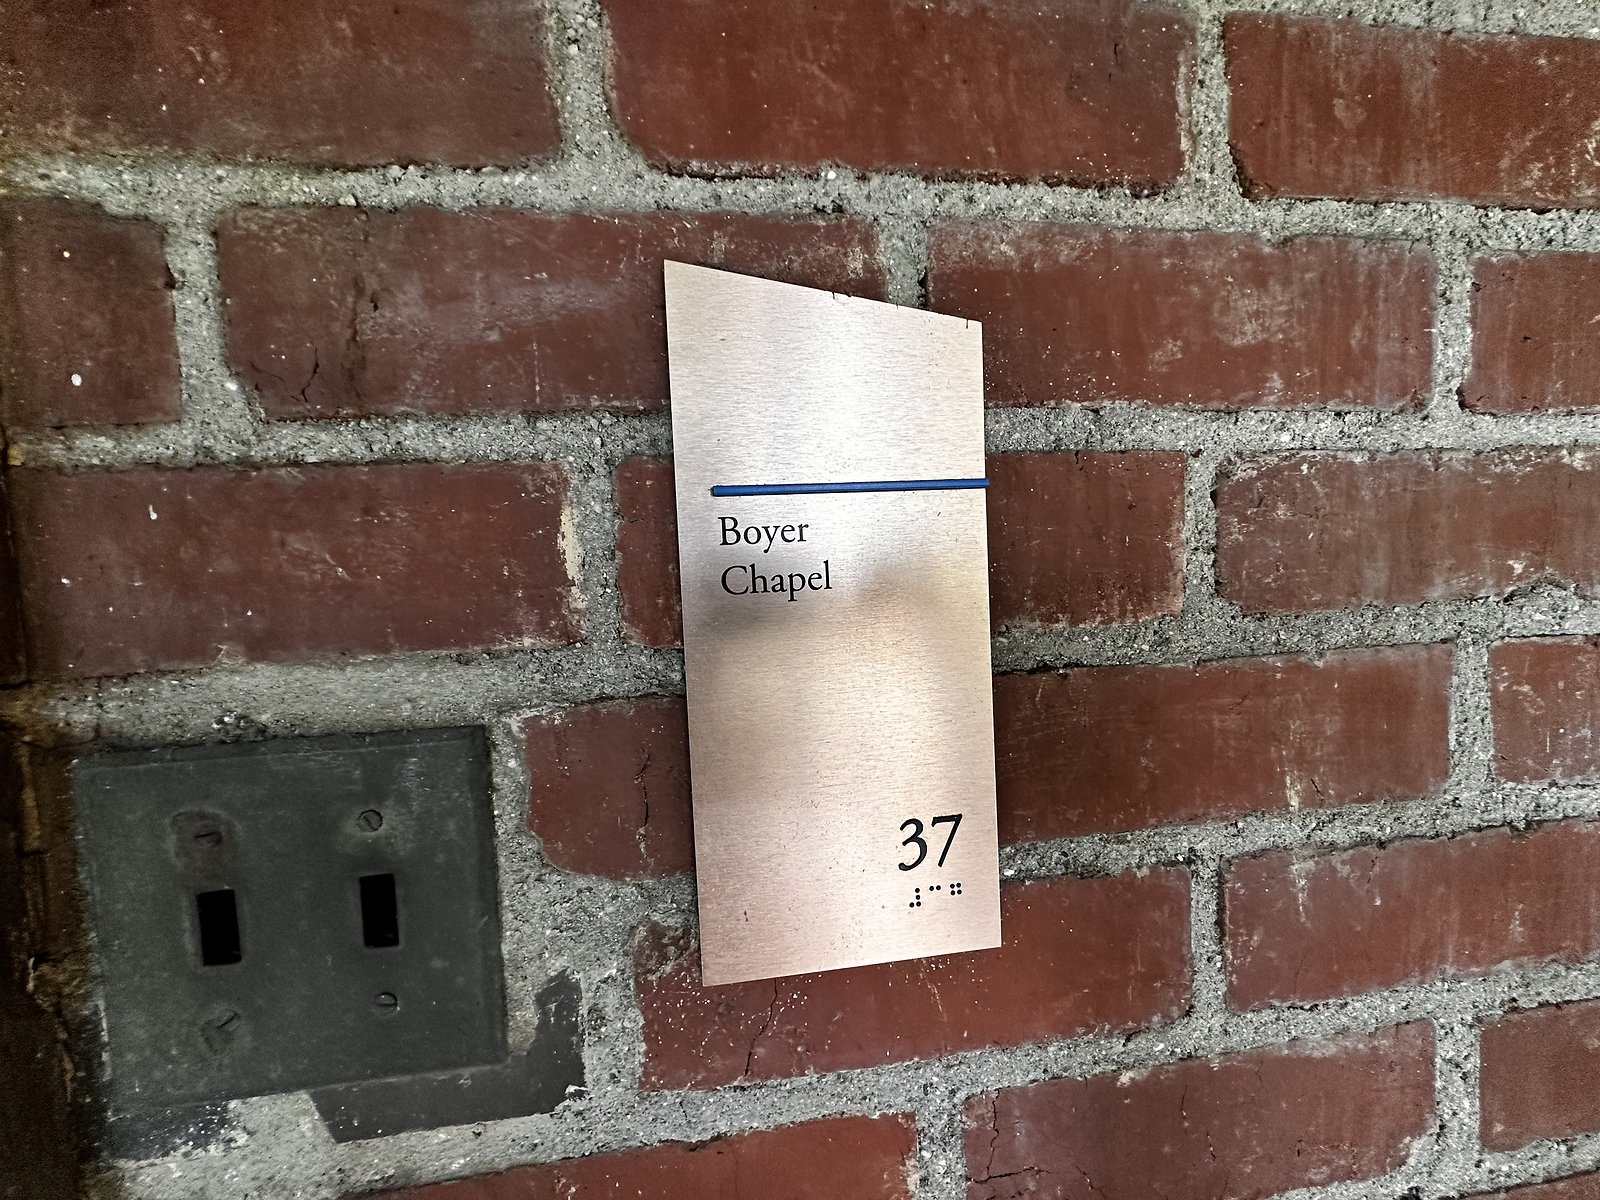 Boyer
Chapel
37
⠼⠉⠛